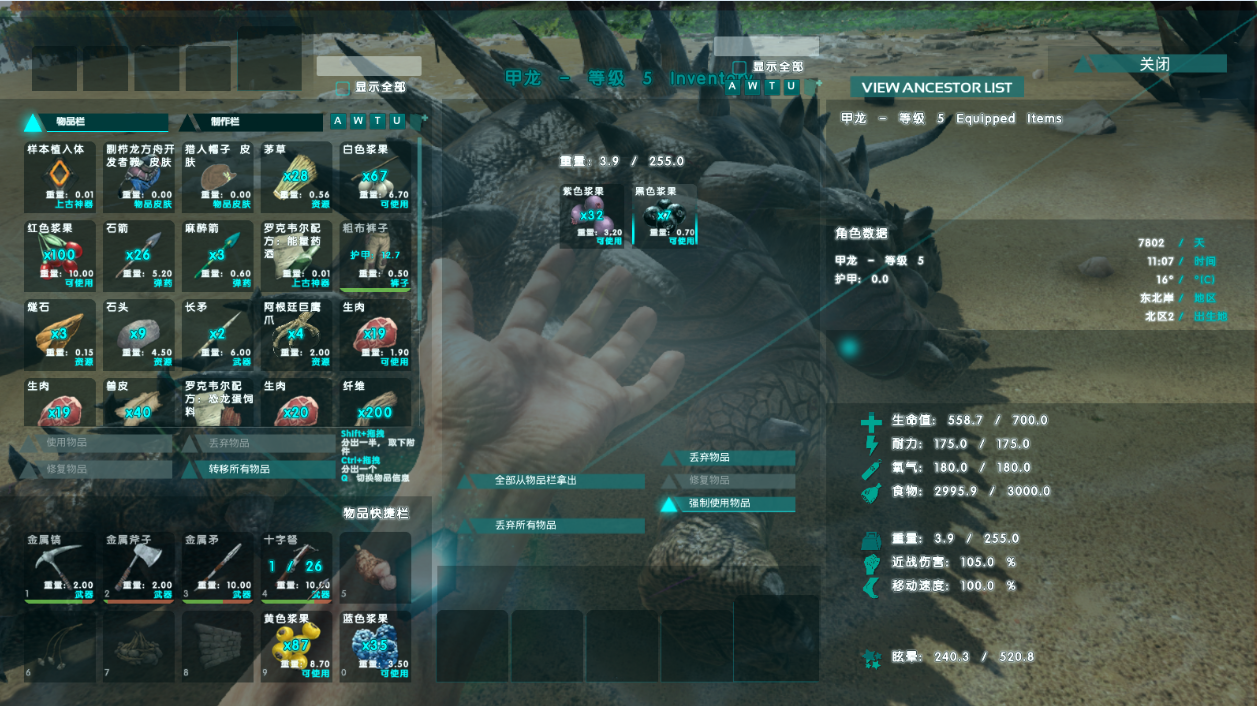 甲龙 - 等级 5 Inventory
显示全部
显示全部
A W T U
关闭
VIEW ANCESTOR LIST
甲龙 - 等级 5 Equipped Items
物品栏
制作栏
A W T U
样本植入体
重量: 0.01
上古神器
重量: 0.00
物品皮肤
猎人帽子 皮肤
重量: 0.00
物品皮肤
茅草
x28
重量: 0.56
资源
白色浆果
x67
重量: 6.70
可使用
红色浆果
x100
重量: 10.00
可使用
石箭
x26
重量: 5.20
弹药
麻醉箭
x3
重量: 0.60
弹药
罗克韦尔配方: 能量药酒
重量: 0.01
上古神器
粗布裤子
护甲: 12.7
重量: 0.50
裤子
燧石
x3
重量: 0.15
资源
石头
x9
重量: 4.50
资源
长矛
x2
重量: 6.00
武器
阿根廷巨鹰爪
x4
重量: 2.00
资源
生肉
x19
重量: 1.90
可使用
生肉
x19
兽皮
x40
罗克韦尔配方: 恐龙蛋饲料
生肉
x20
纤维
x200
使用物品
丢弃物品
修复物品
转移所有物品
Shift+拖拽
分出一半, 取下附件
Ctrl+拖拽
分出一个
Q 切换物品信息
物品快捷栏
金属镐
重量: 2.00
武器
1
金属斧子
重量: 2.00
武器
2
金属矛
重量: 10.00
武器
3
十字弩
1 / 26
重量: 10.00
武器
4
5
6
7
8
黄色浆果
x87
重量: 8.70
可使用
9
蓝色浆果
x35
重量: 3.50
可使用
0
重量: 3.9 / 255.0
紫色浆果
x32
重量: 3.20
可使用
黑色浆果
x7
重量: 0.70
可使用
丢弃物品
全部从物品栏拿出
修复物品
强制使用物品
丢弃所有物品
角色数据
甲龙 - 等级 5
护甲: 0.0
7802 / 天
11:07 / 时间
16° / °(C)
东北岸 / 地区
北区2 / 出生地
生命值: 558.7 / 700.0
耐力: 175.0 / 175.0
氧气: 180.0 / 180.0
食物: 2995.9 / 3000.0
重量: 3.9 / 255.0
近战伤害: 105.0 %
移动速度: 100.0 %
眩晕: 240.3 / 520.8